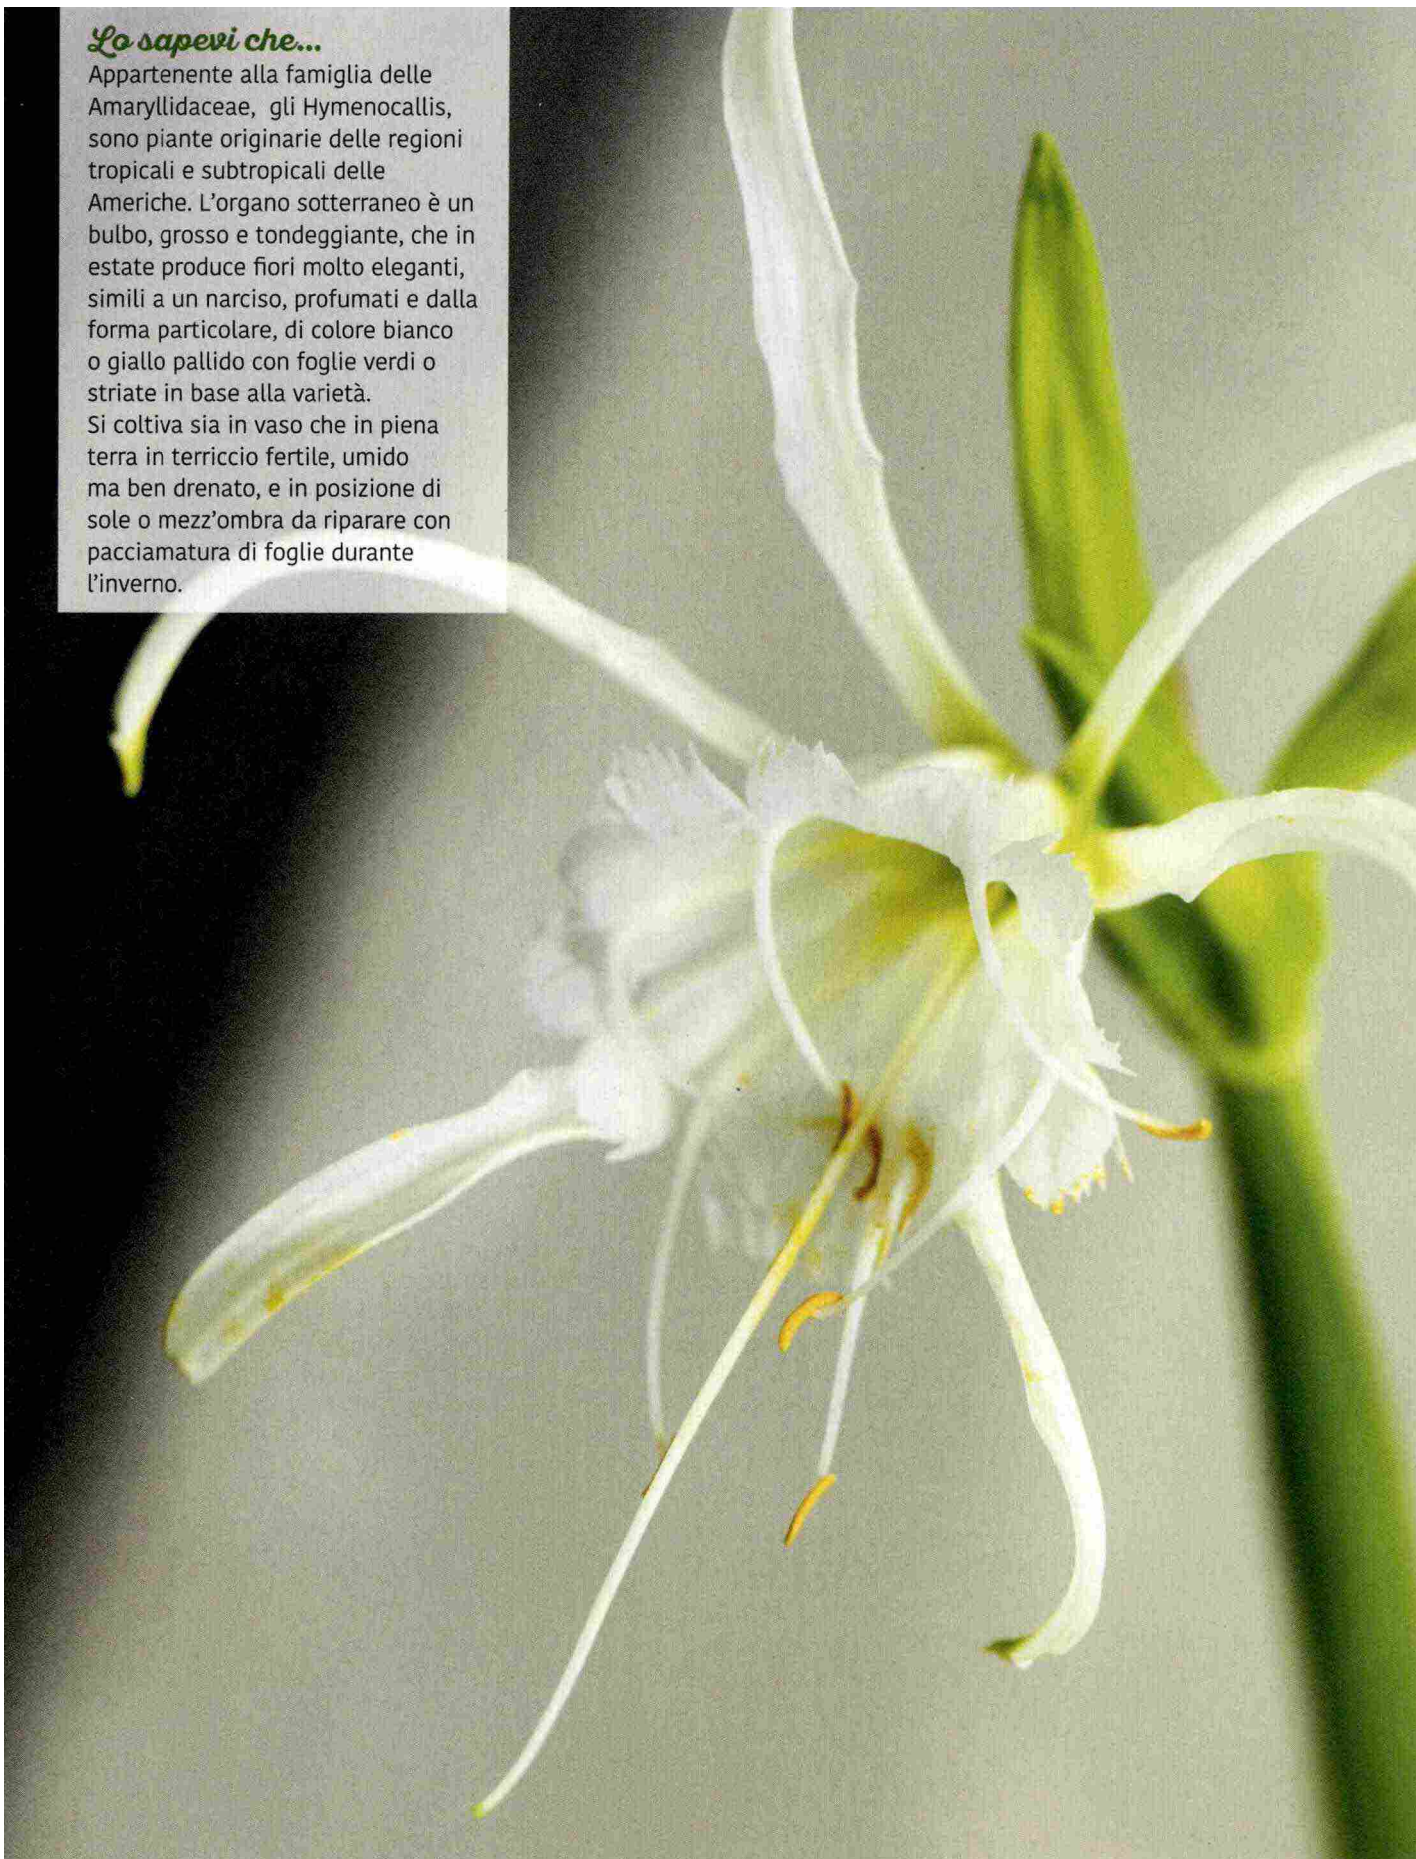 Lo sapevi che...
Appartenente alla famiglia delle
Amaryllidaceae,  gli Hymenocallis,
sono piante originarie delle regioni
tropicali e subtropicali delle
Americhe. L'organo sotterraneo è un
bulbo, grosso e tondeggiante, che in
estate produce fiori molto eleganti,
simili a un narciso, profumati e dalla
forma particolare, di colore bianco
o giallo pallido con foglie verdi o
striate in base alla varietà.
Si coltiva sia in vaso che in piena
terra in terriccio fertile, umido
ma ben drenato, e in posizione di
sole o mezz'ombra da riparare con
pacciamatura di foglie durante
l'inverno.